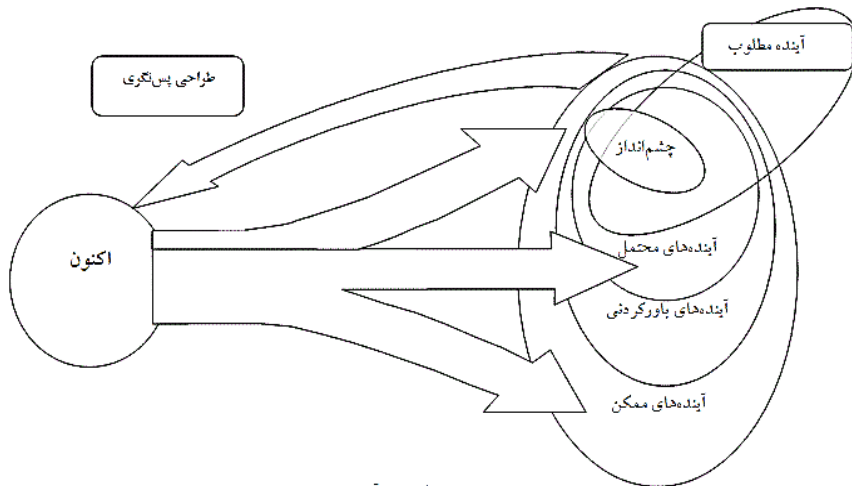 آینده مطلوب
طراحی پس‌نگری
چشم‌انداز
اکنون
آینده‌های محتمل
آینده‌های باورکردنی
آینده‌های ممکن